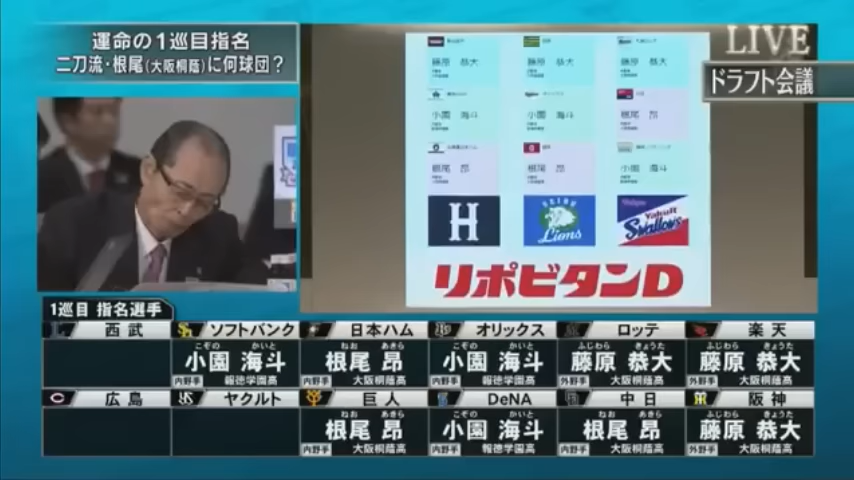 運命の1巡目指名
二刀流・根尾(大阪桐蔭)に何球団?
LIVE
ドラフト会議
藤原 恭大
藤原 恭大
藤原 恭大
小園 海斗
小園 海斗
根尾 昂
根尾 昂
根尾 昂
小園 海斗
H
SEIBU
Lions
Yakult
Swallows
リポビタンD
1巡目 指名選手
西武
ソフトバンク
こぞの かいと
小園 海斗
内野手 報徳学園高
日本ハム
ねお あきら
根尾 昂
内野手 大阪桐蔭高
オリックス
こぞの かいと
小園 海斗
内野手 報徳学園高
ロッテ
ふじわら きょうた
藤原 恭大
外野手 大阪桐蔭高
楽天
ふじわら きょうた
藤原 恭大
外野手 大阪桐蔭高
広島
ヤクルト
巨人
ねお あきら
根尾 昂
内野手 大阪桐蔭高
DeNA
こぞの かいと
小園 海斗
内野手 報徳学園高
中日
ねお あきら
根尾 昂
内野手 大阪桐蔭高
阪神
ふじわら きょうた
藤原 恭大
外野手 大阪桐蔭高